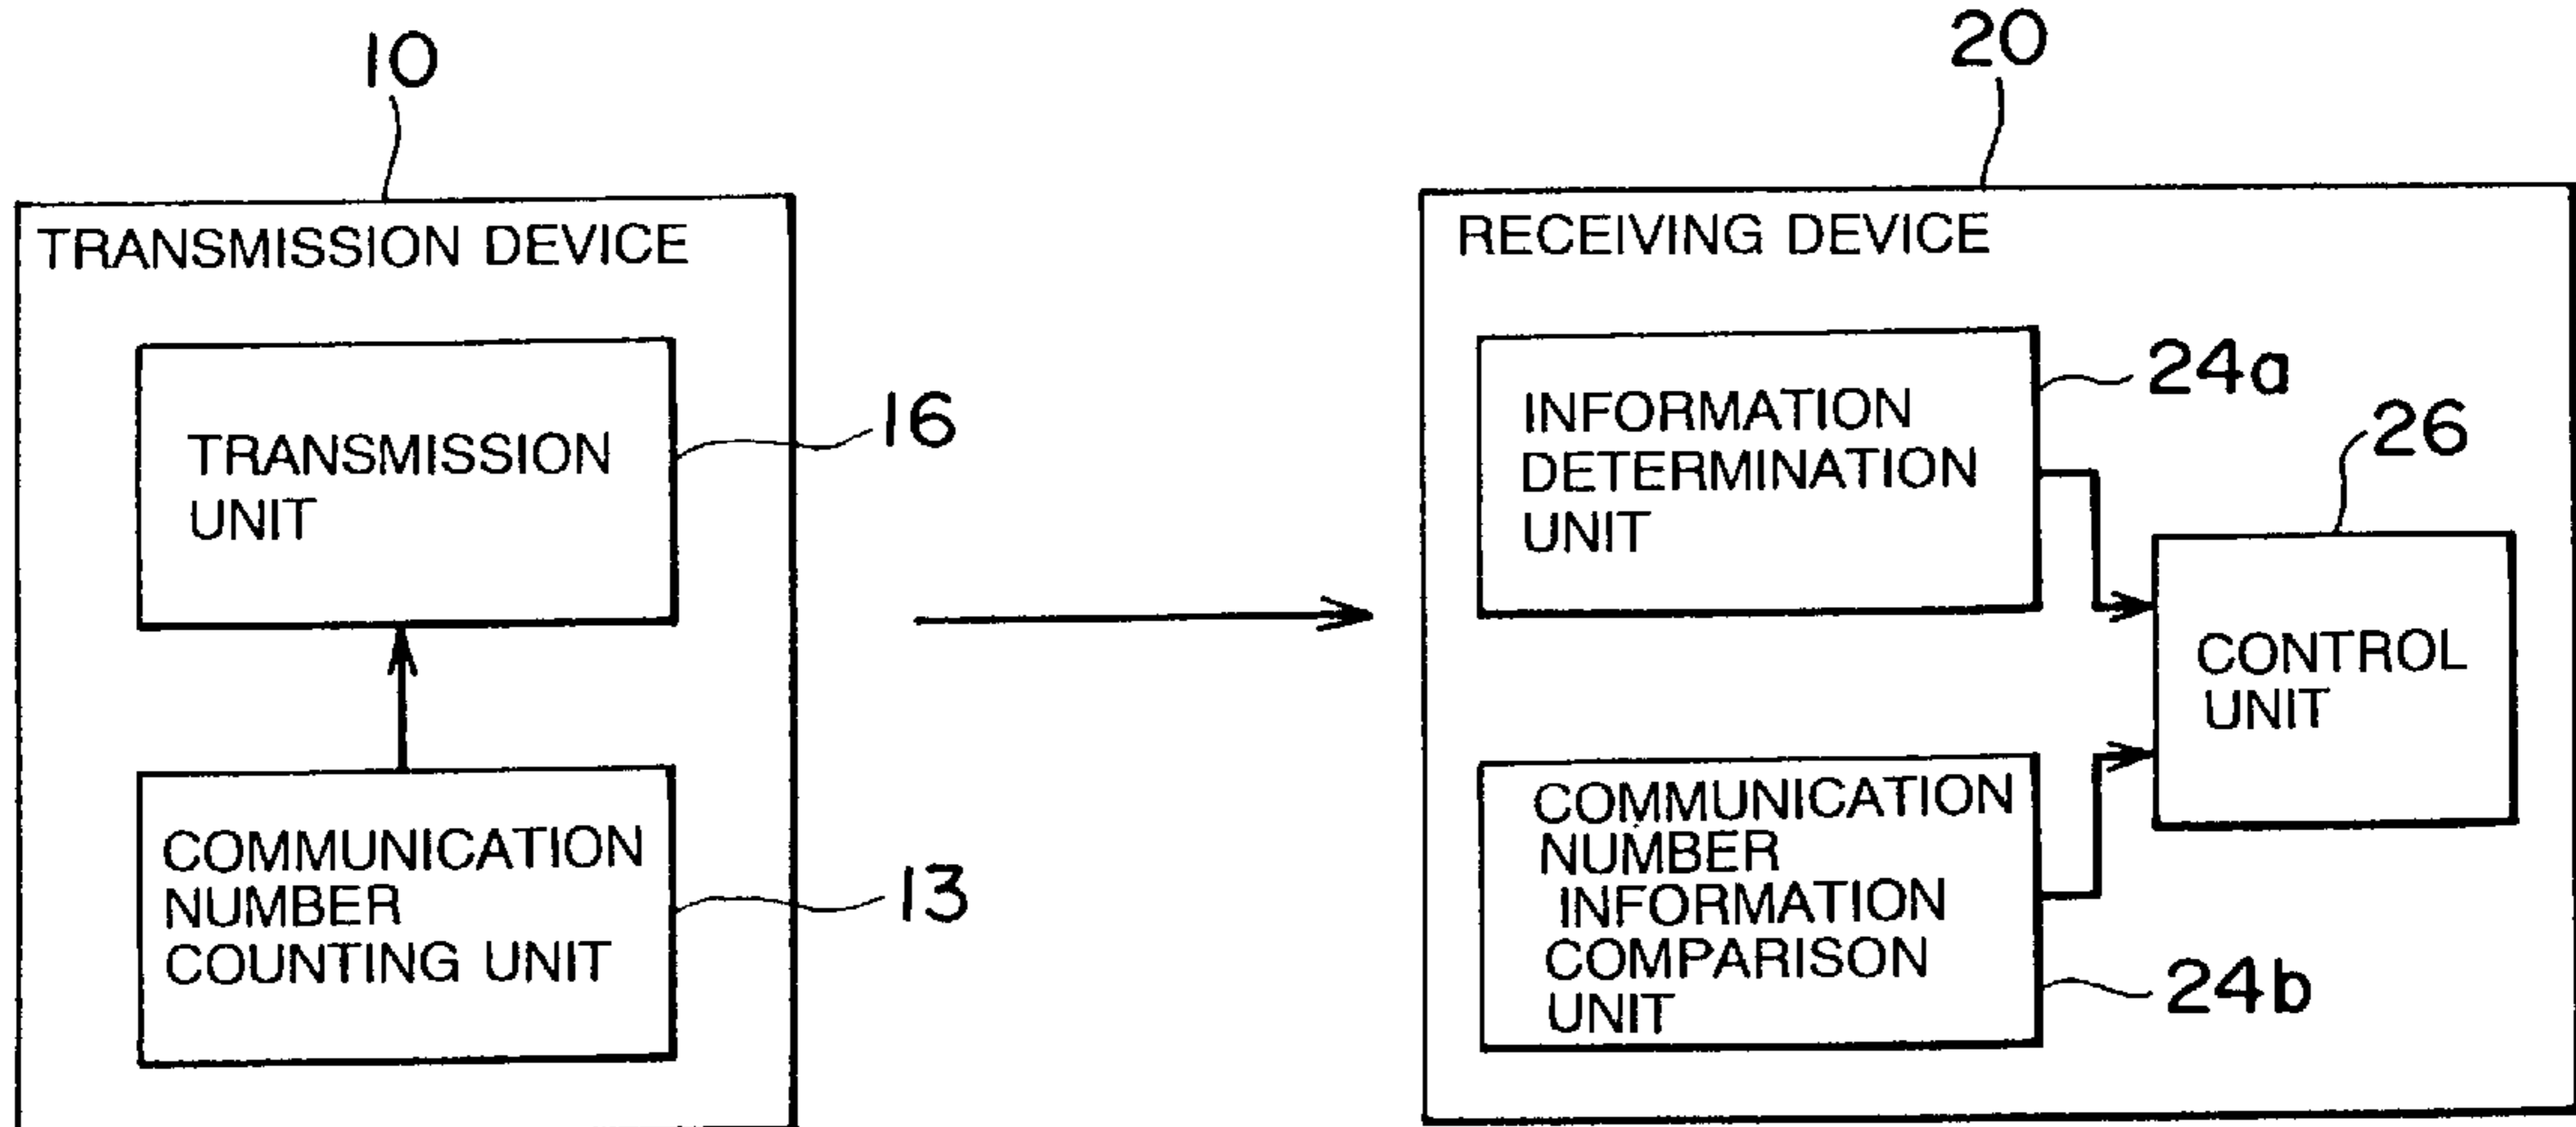 10
20
TRANSMISSION DEVICE
TRANSMISSION
UNIT
16
COMMUNICATION
NUMBER
COUNTING UNIT
13
RECEIVING DEVICE
INFORMATION
DETERMINATION
UNIT
24a
26
CONTROL
UNIT
COMMUNICATION
NUMBER
INFORMATION
COMPARISON
UNIT
24b